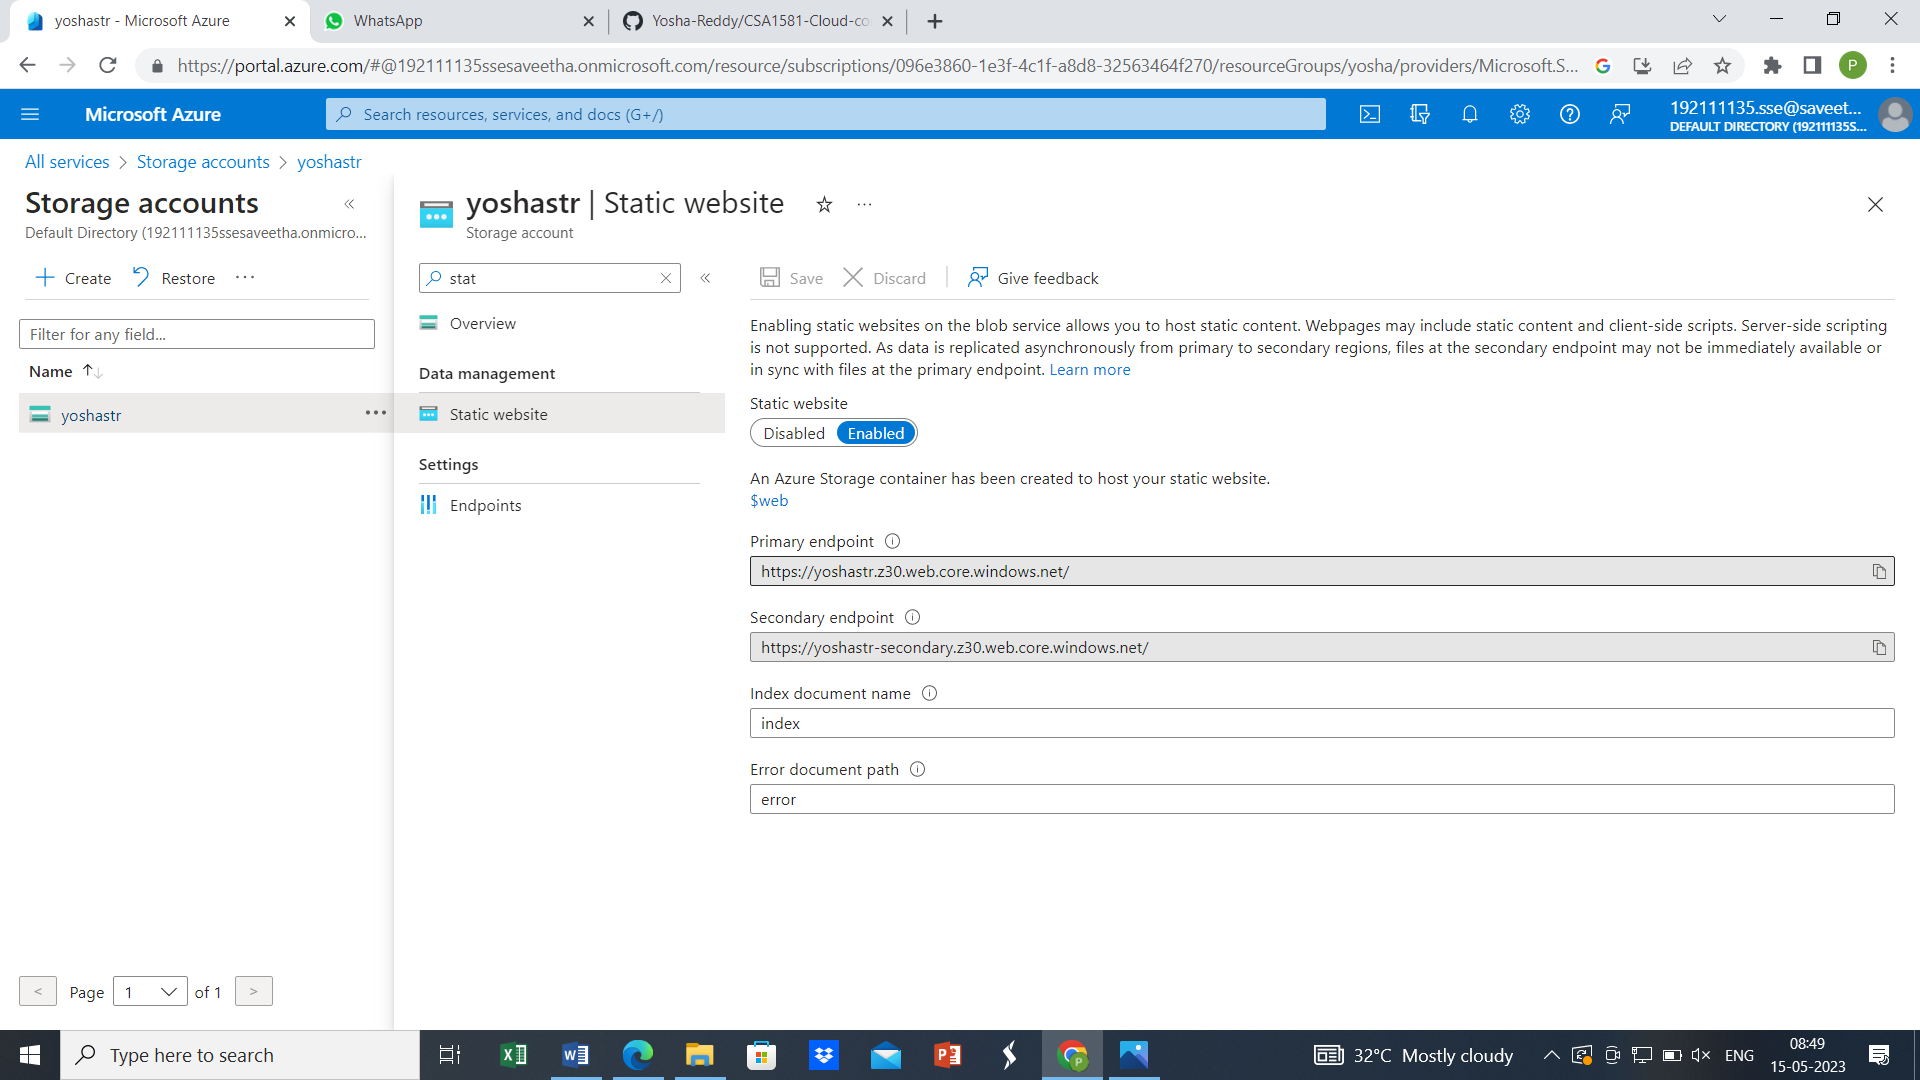 yoshastr - Microsoft Azure
WhatsApp
Yosha-Reddy/CSA1581-Cloud-co
https://portal.azure.com/#@192111135ssesaveetha.onmicrosoft.com/resource/subscriptions/096e3860-1e3f-4c1f-a8d8-32563464f270/resourceGroups/yosha/providers/Microsoft.S...
P
Microsoft Azure
Search resources, services, and docs (G+/)
192111135.sse@saveet...
DEFAULT DIRECTORY (192111135S...
All services > Storage accounts > yoshastr
Storage accounts
Default Directory (192111135ssesaveetha.onmicro...
Create
Restore
Filter for any field...
Name
yoshastr
< Page 1 of 1 >
yoshastr | Static website
Storage account
stat
Overview
Data management
Static website
Settings
Endpoints
Save
Discard
Give feedback
Enabling static websites on the blob service allows you to host static content. Webpages may include static content and client-side scripts. Server-side scripting
is not supported. As data is replicated asynchronously from primary to secondary regions, files at the secondary endpoint may not be immediately available or
in sync with files at the primary endpoint. Learn more
Static website
Disabled Enabled
An Azure Storage container has been created to host your static website.
$web
Primary endpoint
https://yoshastr.z30.web.core.windows.net/
Secondary endpoint
https://yoshastr-secondary.z30.web.core.windows.net/
Index document name
index
Error document path
error
Type here to search
32°C Mostly cloudy
ENG
08:49
15-05-2023